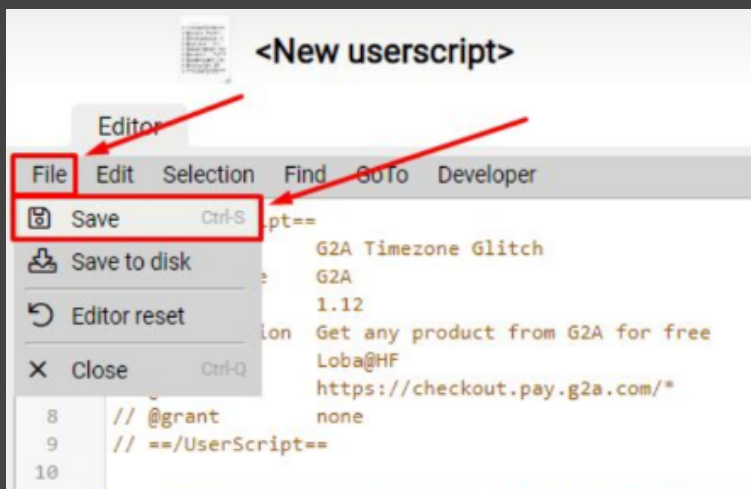 <New userscript>
Editor
File Edit Selection Find GoTo Developer
Save Ctrl-S ipt==
Save to disk G2A Timezone Glitch
G2A
Editor reset 1.12
ion Get any product from G2A for free
Close Ctrl-Q Loba@HF
https://checkout.pay.g2a.com/*
8 // @grant none
9 // ==/UserScript==
10